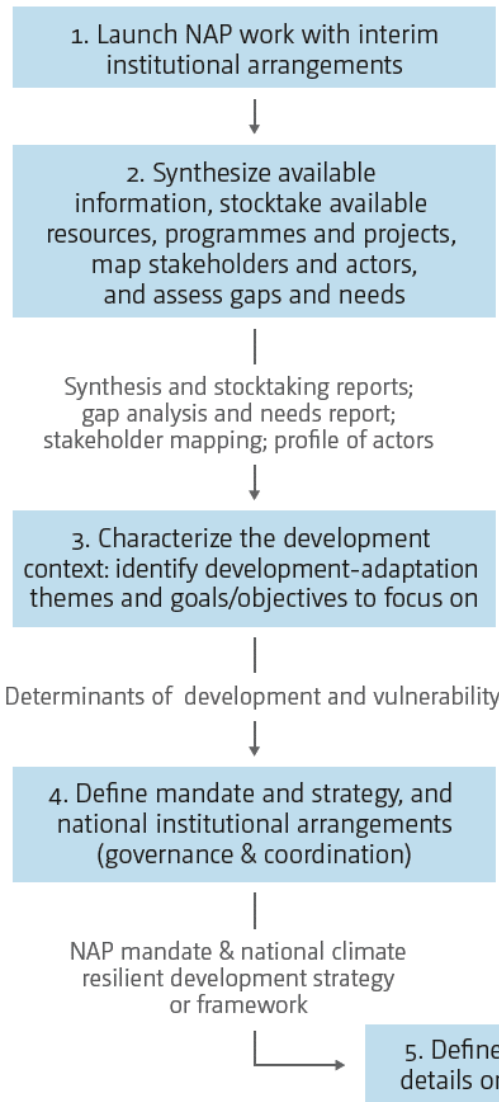 1. Launch NAP work with interim
institutional arrangements
2. Synthesize available
information, stocktake available
resources, programmes and projects,
map stakeholders and actors,
and assess gaps and needs
Synthesis and stocktaking reports;
gap analysis and needs report;
stakeholder mapping; profile of actors
3. Characterize the development
context: identify development-adaptation
themes and goals/objectives to focus on
Determinants of development and vulnerability
4. Define mandate and strategy, and
national institutional arrangements
(governance & coordination)
NAP mandate & national climate
resilient development strategy
or framework
5. Define
details or